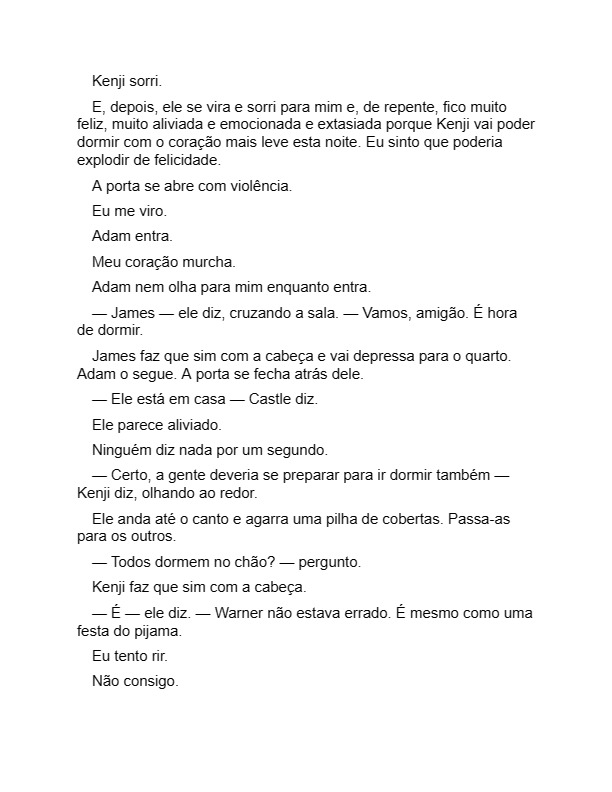 Kenji sorri.
E, depois, ele se vira e sorri para mim e, de repente, fico muito
feliz, muito aliviada e emocionada e extasiada porque Kenji vai poder
dormir com o coração mais leve esta noite. Eu sinto que poderia
explodir de felicidade.
A porta se abre com violência.
Eu me viro.
Adam entra.
Meu coração murcha.
Adam nem olha para mim enquanto entra.
— James — ele diz, cruzando a sala. — Vamos, amigão. É hora
de dormir.
James faz que sim com a cabeça e vai depressa para o quarto.
Adam o segue. A porta se fecha atrás dele.
— Ele está em casa — Castle diz.
Ele parece aliviado.
Ninguém diz nada por um segundo.
— Certo, a gente deveria se preparar para ir dormir também —
Kenji diz, olhando ao redor.
Ele anda até o canto e agarra uma pilha de cobertas. Passa-as
para os outros.
— Todos dormem no chão? — pergunto.
Kenji faz que sim com a cabeça.
— É — ele diz. — Warner não estava errado. É mesmo como uma
festa do pijama.
Eu tento rir.
Não consigo.